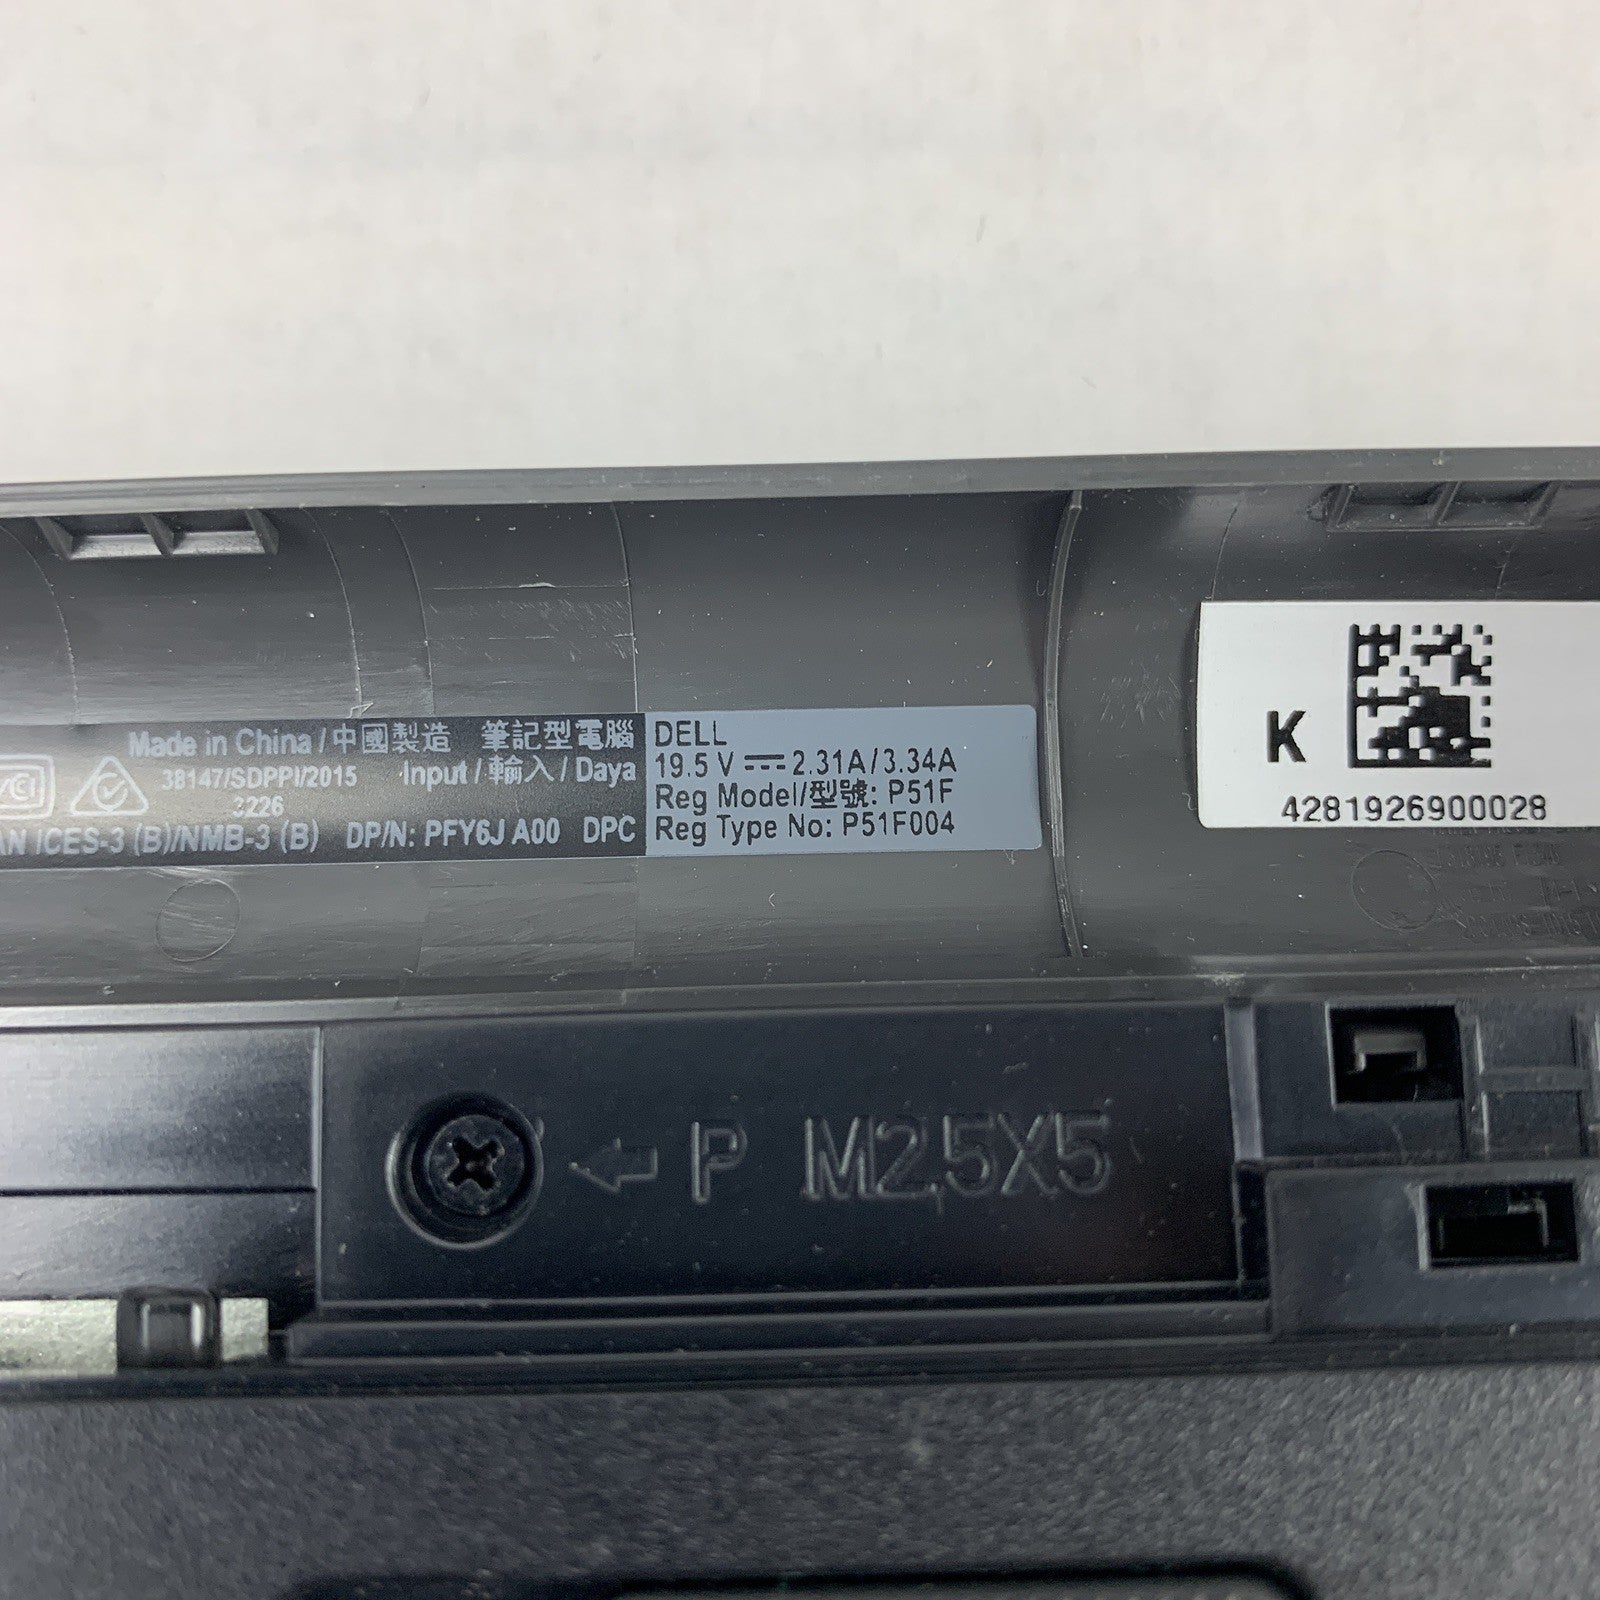 Made in China / 中國製造 筆記型電腦
38147/SDPPI/2015 Input / 輸入 / Daya
3226
ICES-3 (B)/NMB-3 (B) DP/N: PFY6J A00 DPC
DELL
19.5 V ⎓ 2.31A/3.34A
Reg Model/型號: P51F
Reg Type No: P51F004
K
4281926900028
← P M2.5X5